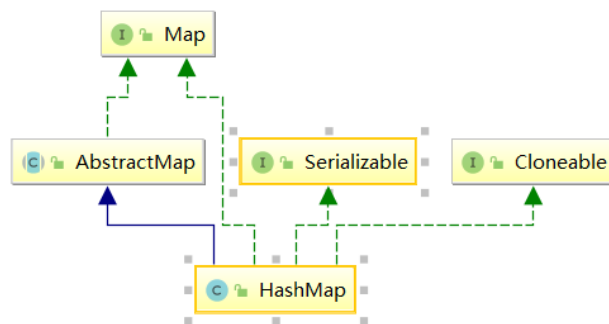 I Map
C AbstractMap
I Serializable
I Cloneable
C HashMap